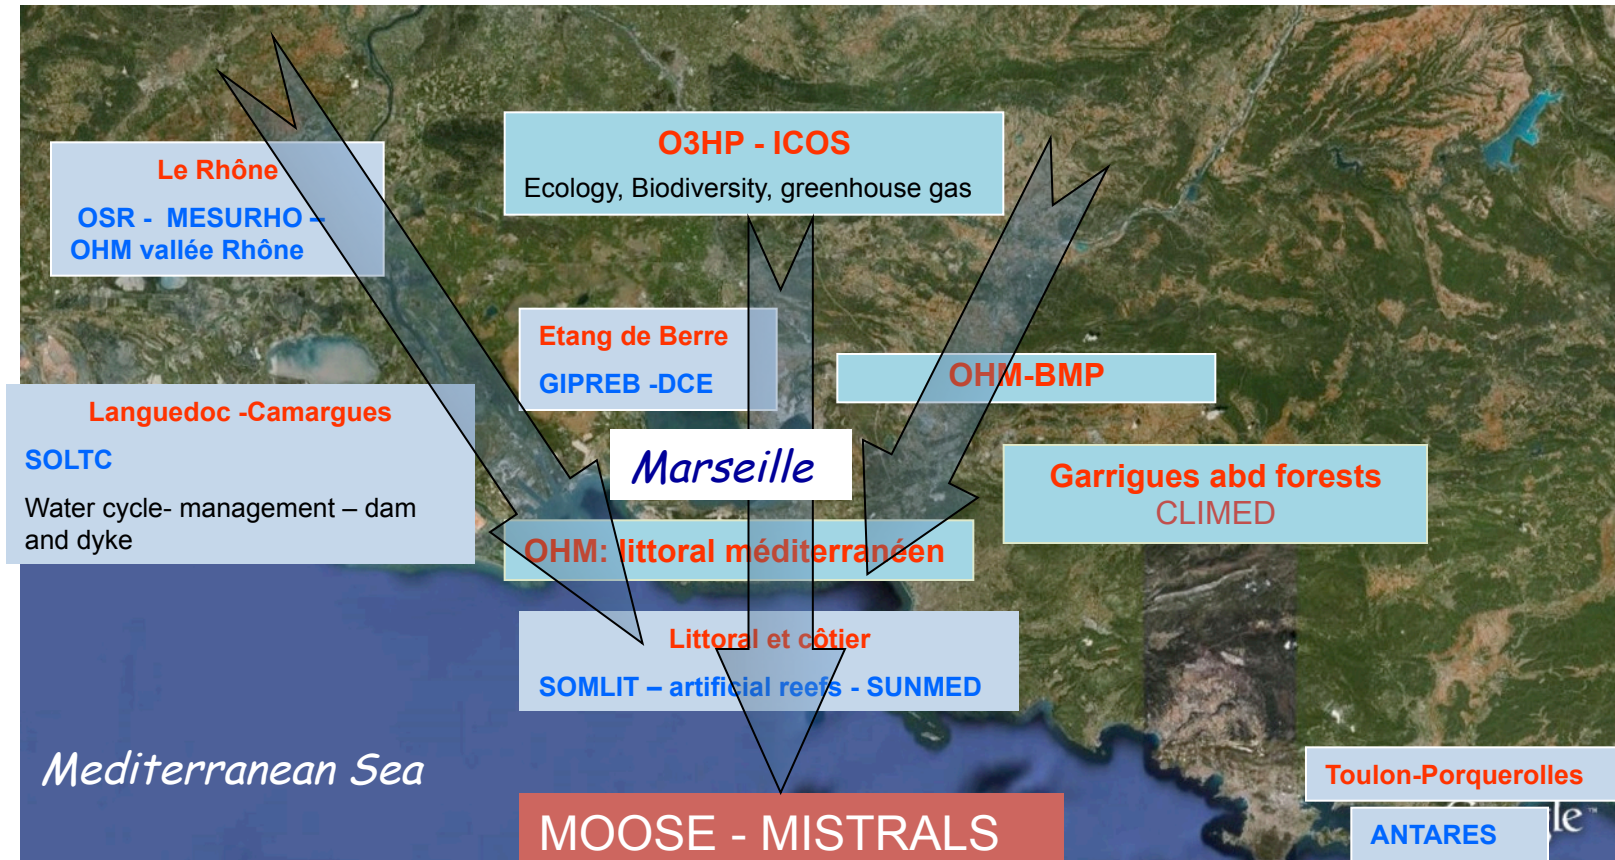 O3HP - ICOS
Ecology, Biodiversity, greenhouse gas
Le Rhône
OSR - MESURHO –
OHM vallée Rhône
Etang de Berre
GIPREB -DCE
OHM-BMP
Languedoc -Camargues
SOLTC
Water cycle- management – dam
and dyke
Marseille
Garrigues abd forests
CLIMED
OHM: littoral méditerranéen
Littoral et côtier
SOMLIT – artificial reefs - SUNMED
Mediterranean Sea
Toulon-Porquerolles
ANTARES
MOOSE - MISTRALS